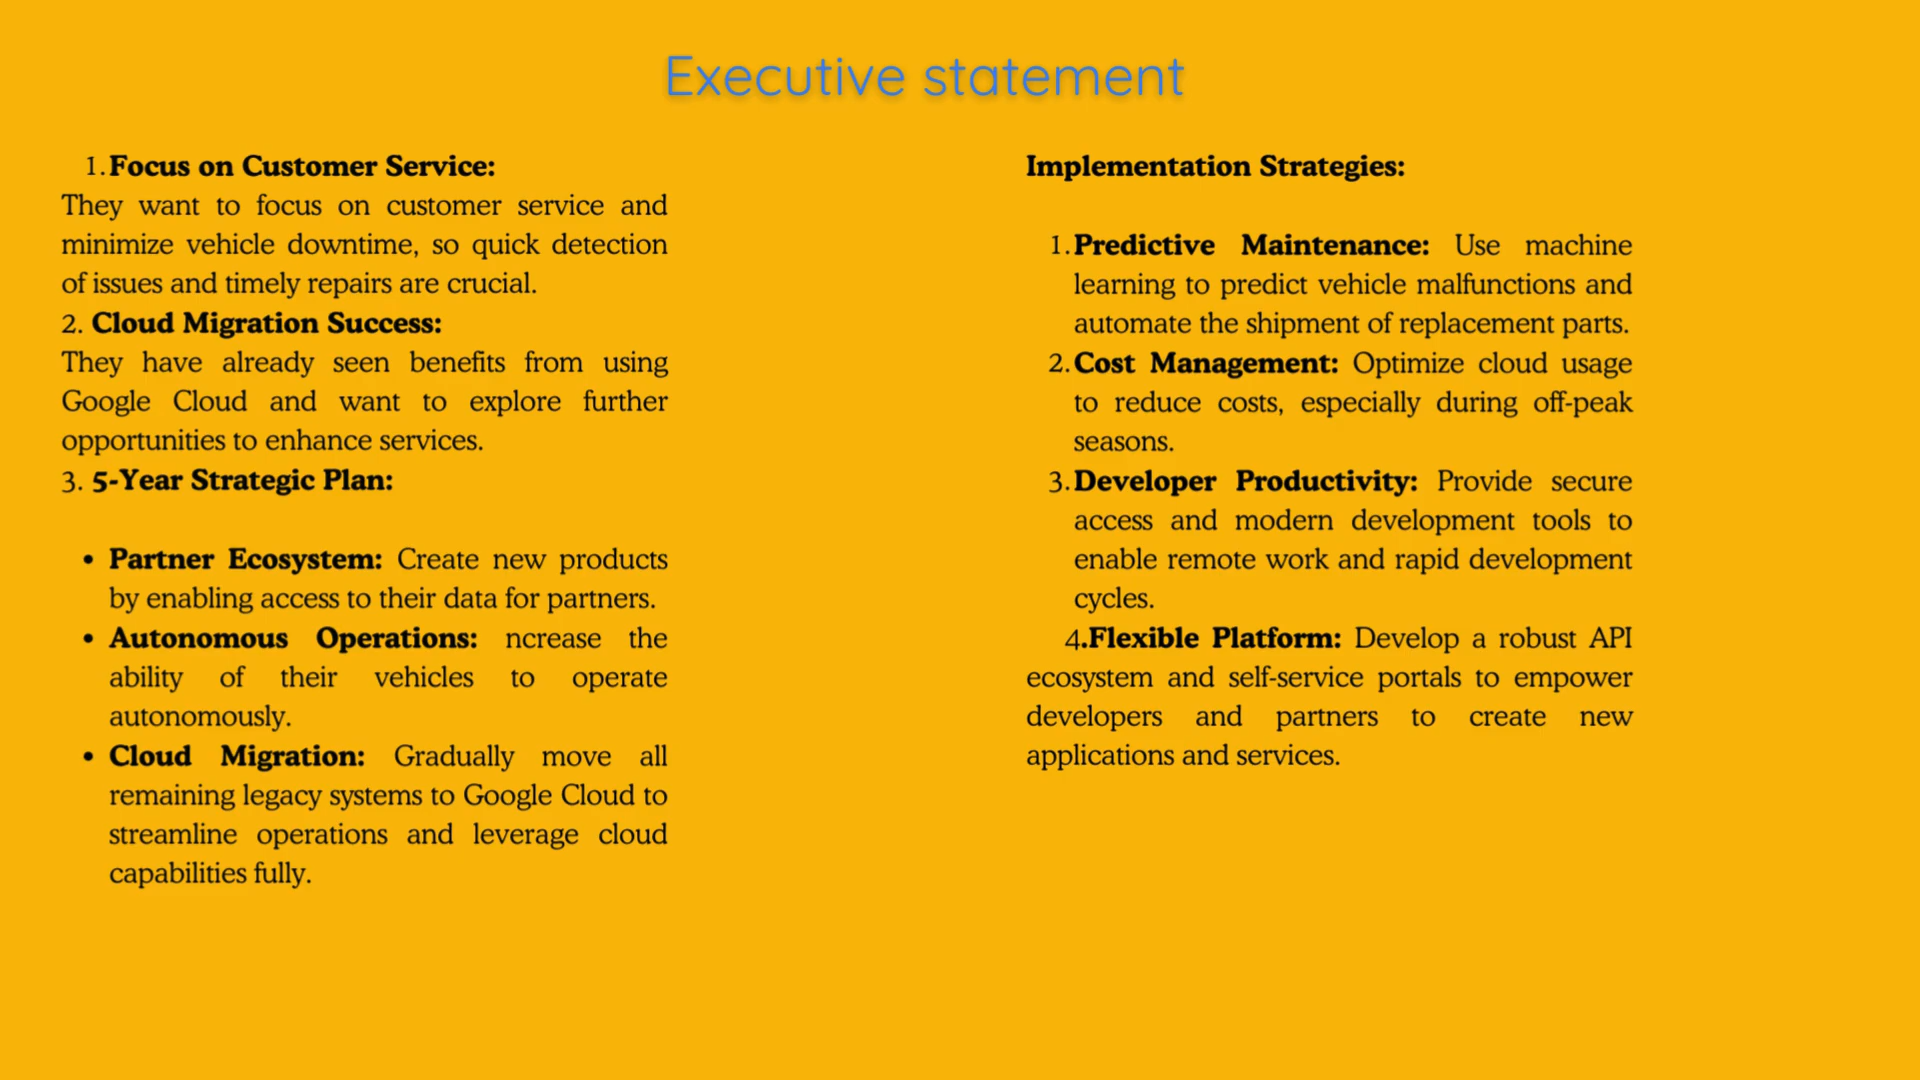 Executive statement
1. Focus on Customer Service:
They want to focus on customer service and
minimize vehicle downtime, so quick detection
of issues and timely repairs are crucial.
2. Cloud Migration Success:
They have already seen benefits from using
Google Cloud and want to explore further
opportunities to enhance services.
3. 5-Year Strategic Plan:
• Partner Ecosystem: Create new products
by enabling access to their data for partners.
• Autonomous Operations: ncrease the
ability of their vehicles to operate
autonomously.
• Cloud Migration: Gradually move all
remaining legacy systems to Google Cloud to
streamline operations and leverage cloud
capabilities fully.
Implementation Strategies:
1. Predictive Maintenance: Use machine
learning to predict vehicle malfunctions and
automate the shipment of replacement parts.
2. Cost Management: Optimize cloud usage
to reduce costs, especially during off-peak
seasons.
3. Developer Productivity: Provide secure
access and modern development tools to
enable remote work and rapid development
cycles.
4.Flexible Platform: Develop a robust API
ecosystem and self-service portals to empower
developers and partners to create new
applications and services.